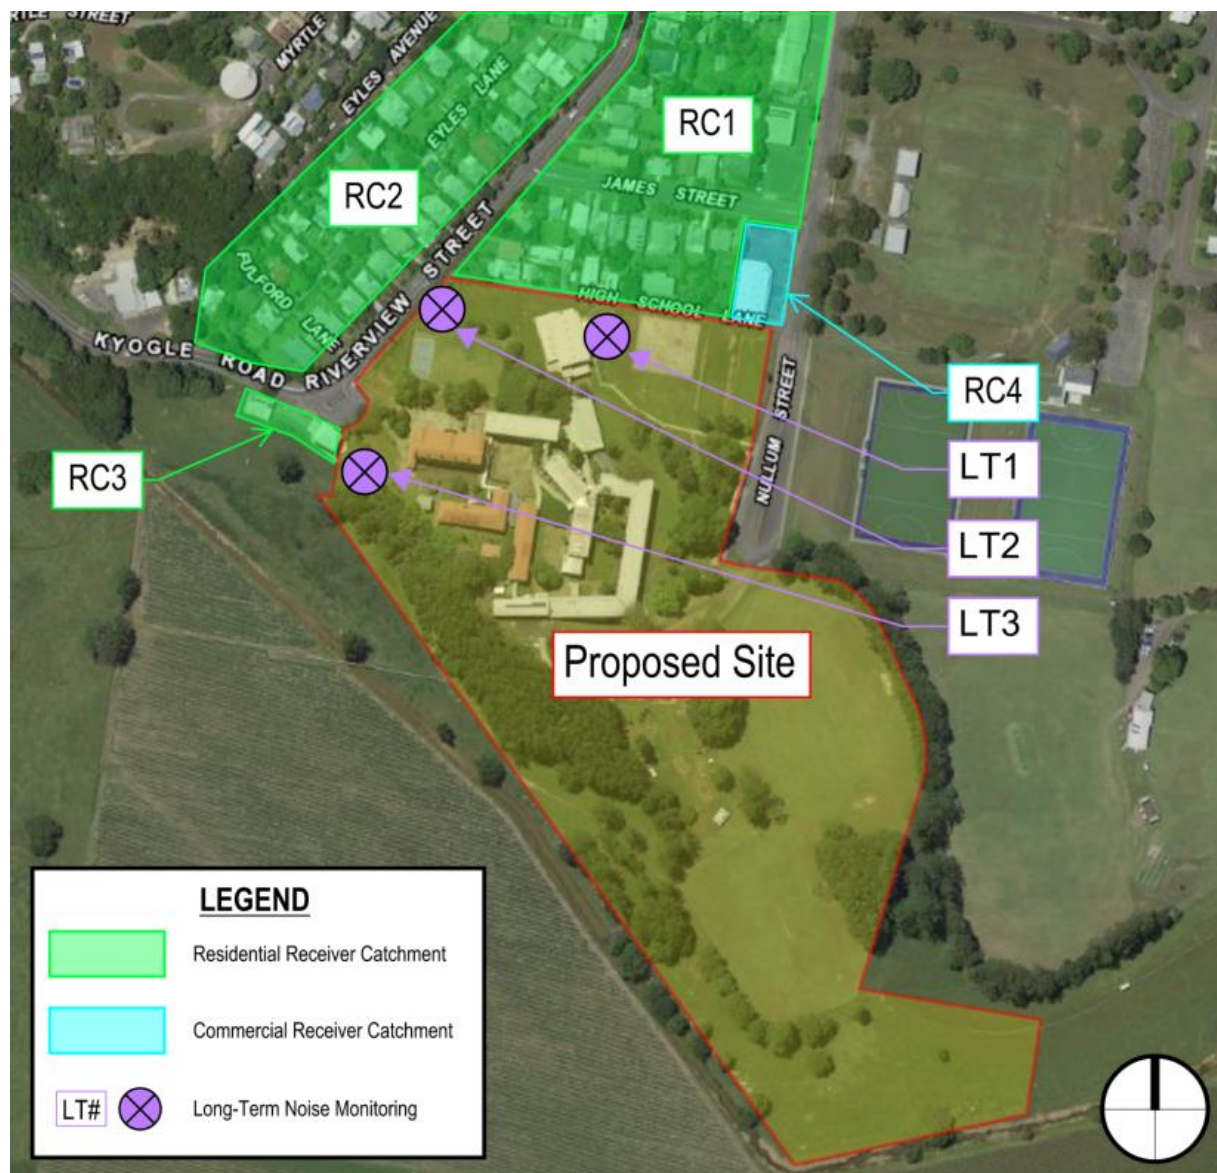 RTLE STREET
MYRTLE
EYLES AVENUE
EYLES LANE
RC1
RC2
JAMES STREET
FULFORD LANE
HIGH SCHOOL LANE
KYOGLE ROAD
RIVERVIEW STREET
NULLUM STREET
RC4
RC3
LT1
LT2
LT3
Proposed Site
LEGEND
Residential Receiver Catchment
Commercial Receiver Catchment
LT# Long-Term Noise Monitoring